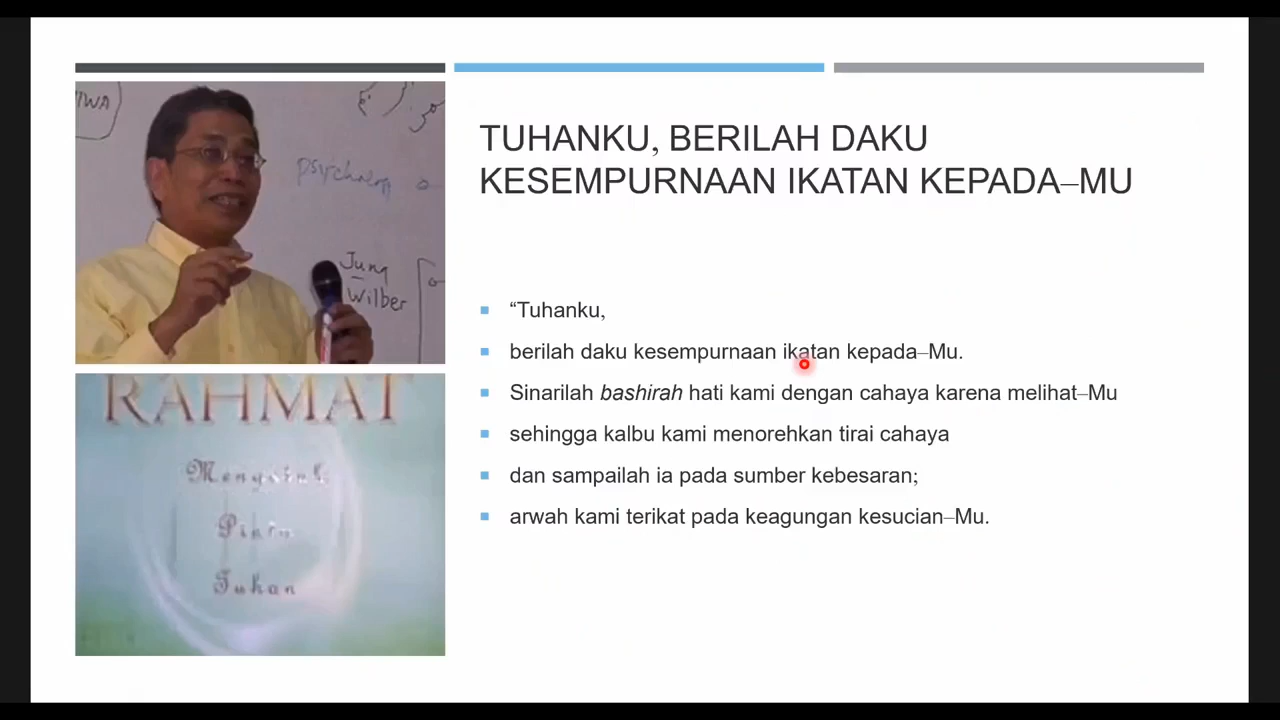 psychology
Jung
Wilber
RAHMAT
Mengetuk
Pintu
Tuhan
TUHANKU, BERILAH DAKU
KESEMPURNAAN IKATAN KEPADA–MU
“Tuhanku,
berilah daku kesempurnaan ikatan kepada–Mu.
Sinarilah bashirah hati kami dengan cahaya karena melihat–Mu
sehingga kalbu kami menorehkan tirai cahaya
dan sampailah ia pada sumber kebesaran;
arwah kami terikat pada keagungan kesucian–Mu.